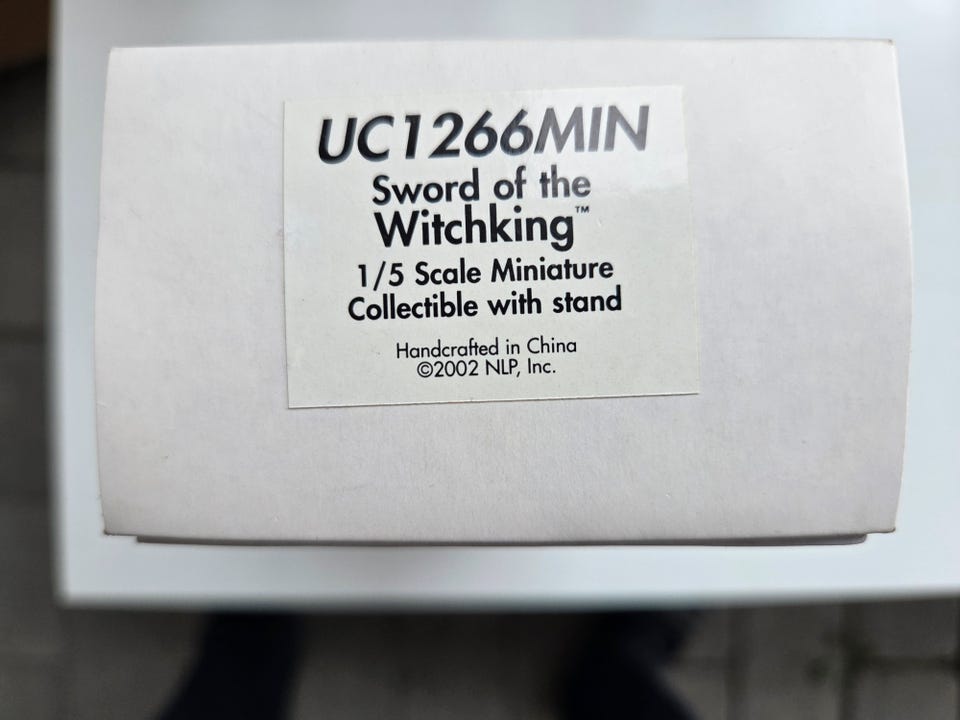 UC1266MIN
Sword of the
Witchking™
1/5 Scale Miniature
Collectible with stand
Handcrafted in China
©2002 NLP, Inc.